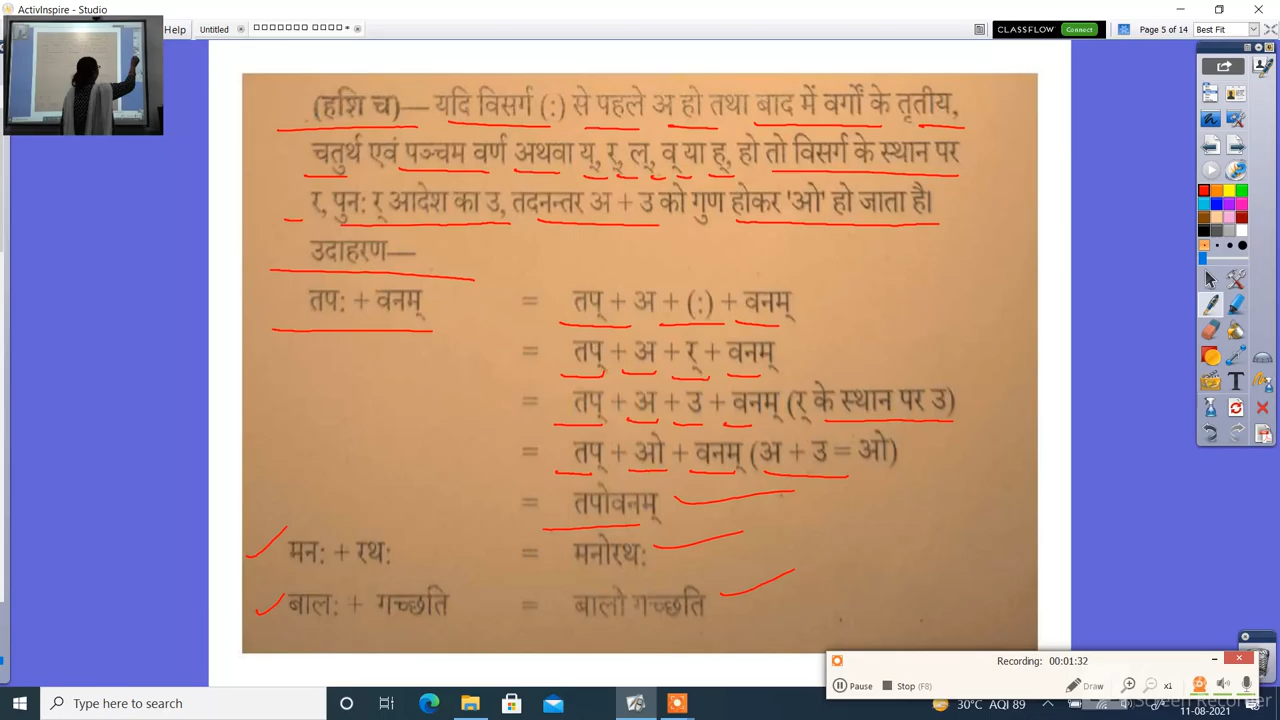 ActivInspire - Studio
Help
Untitled
CLASSFLOW Connect
Page 5 of 14
Best Fit
(हशि च)— यदि विसर्ग (:) से पहले अ हो तथा बाद में वर्गों के तृतीय,
चतुर्थ एवं पञ्चम वर्ण अथवा य्, र्, ल्, व् या ह्, हो तो विसर्ग के स्थान पर
र्, पुन: र् आदेश का उ, तदनन्तर अ + उ को गुण होकर 'ओ' हो जाता है।
उदाहरण—
तप: + वनम् = तप् + अ + (:) + वनम्
= तप् + अ + र् + वनम्
= तप् + अ + उ + वनम् (र् के स्थान पर उ)
= तप् + ओ + वनम् (अ + उ = ओ)
= तपोवनम्
मन: + रथ: = मनोरथ:
बाल: + गच्छति = बालो गच्छति
Recording: 00:01:32
Pause Stop (F8) Draw x1
Screen Recorder
Type here to search
30°C AQI 89
11-08-2021